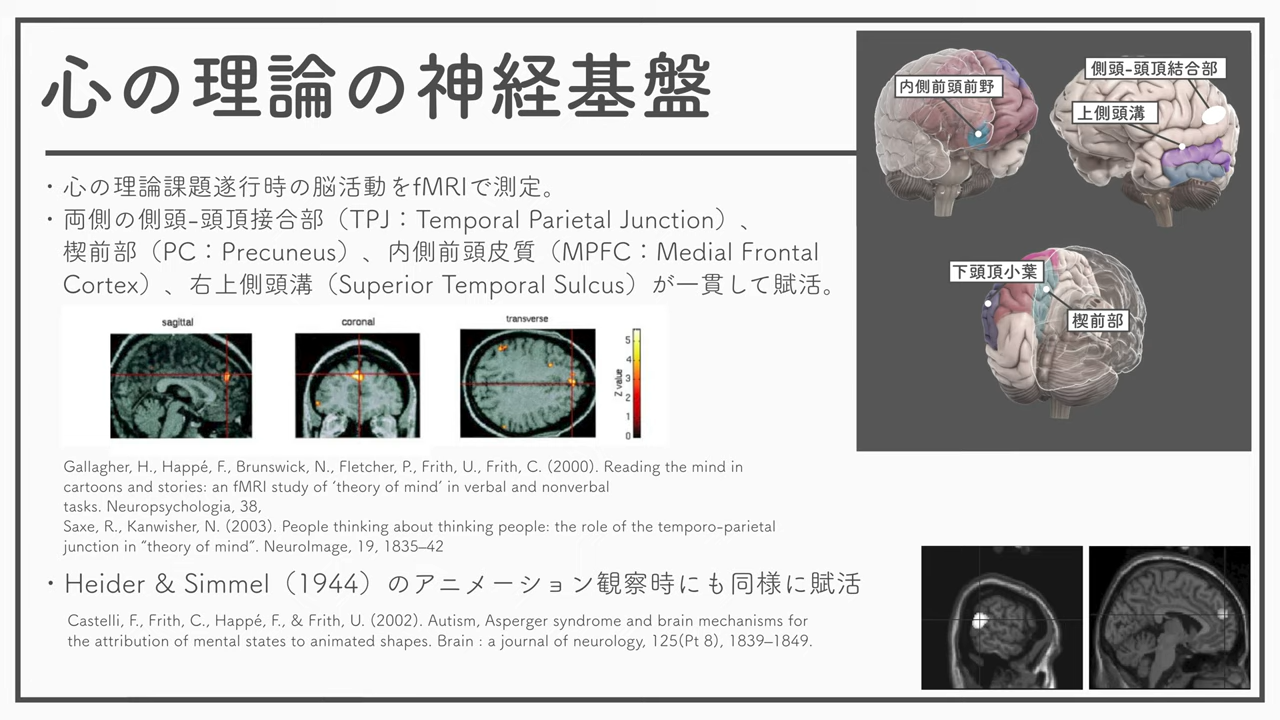 心の理論の神経基盤
・心の理論課題遂行時の脳活動をfMRIで測定。
・両側の側頭-頭頂接合部（TPJ：Temporal Parietal Junction）、
楔前部（PC：Precuneus）、内側前頭皮質（MPFC：Medial Frontal
Cortex）、右上側頭溝（Superior Temporal Sulcus）が一貫して賦活。
sagittal
coronal
transverse
5
4
3
2
1
0
Z value
Gallagher, H., Happé, F., Brunswick, N., Fletcher, P., Frith, U., Frith, C. (2000). Reading the mind in
cartoons and stories: an fMRI study of ‘theory of mind’ in verbal and nonverbal
tasks. Neuropsychologia, 38,
Saxe, R., Kanwisher, N. (2003). People thinking about thinking people: the role of the temporo-parietal
junction in “theory of mind”. NeuroImage, 19, 1835–42
・Heider & Simmel（1944）のアニメーション観察時にも同様に賦活
Castelli, F., Frith, C., Happé, F., & Frith, U. (2002). Autism, Asperger syndrome and brain mechanisms for
the attribution of mental states to animated shapes. Brain : a journal of neurology, 125(Pt 8), 1839–1849.
内側前頭前野
側頭-頭頂結合部
上側頭溝
下頭頂小葉
楔前部